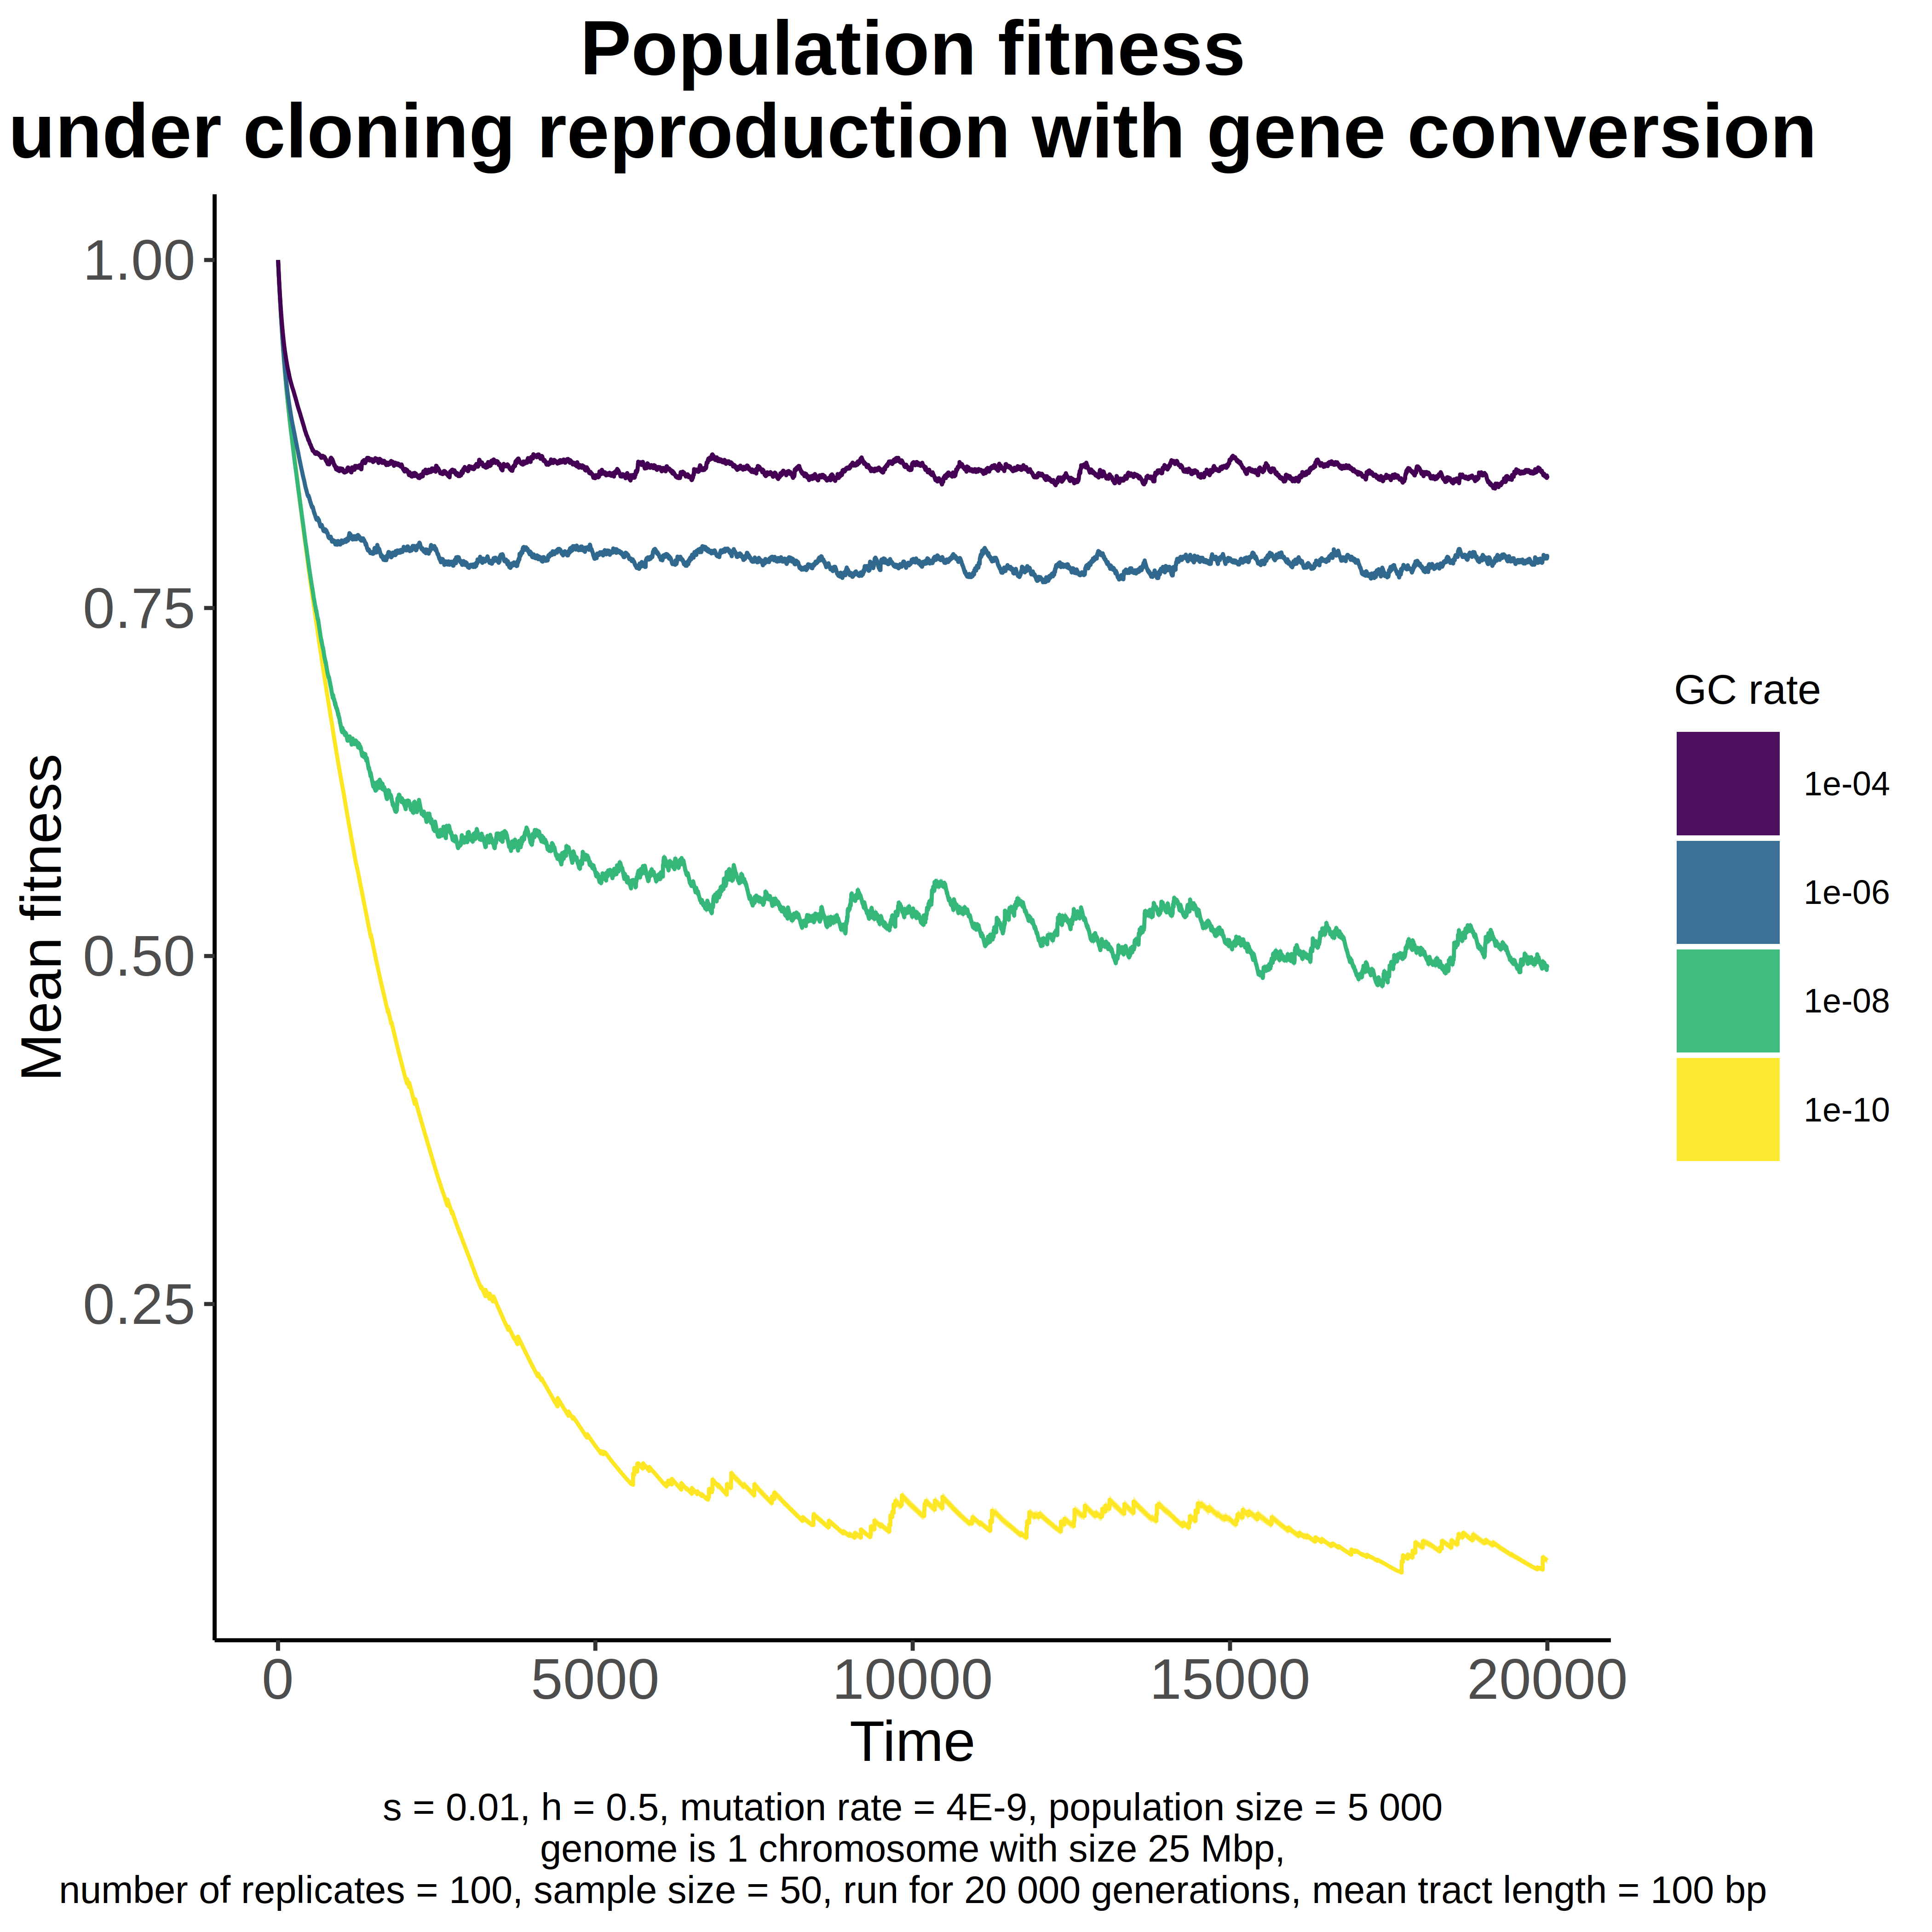 Population fitness
under cloning reproduction with gene conversion
1.00
0.75
0.50
0.25
Mean fitness
0
5000
10000
15000
20000
Time
GC rate
1e-04
1e-06
1e-08
1e-10
s = 0.01, h = 0.5, mutation rate = 4E-9, population size = 5 000
genome is 1 chromosome with size 25 Mbp,
number of replicates = 100, sample size = 50, run for 20 000 generations, mean tract length = 100 bp